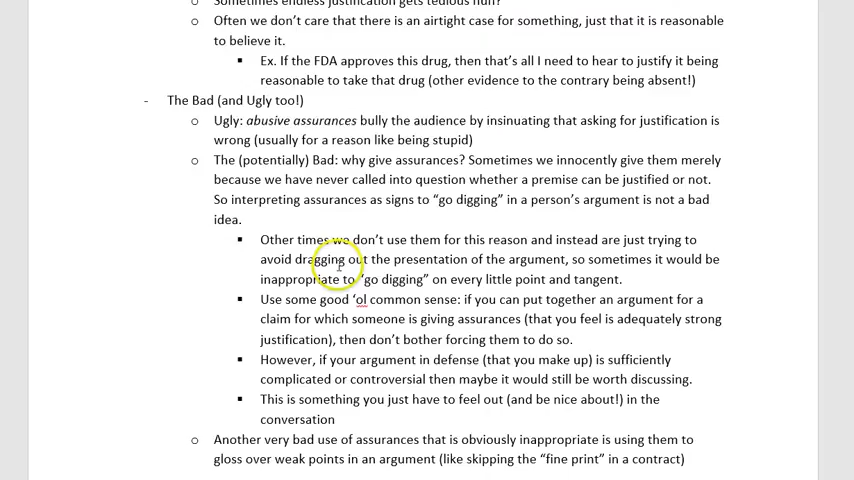 Sometimes endless justification gets tedious huh?
o Often we don't care that there is an airtight case for something, just that it is reasonable
to believe it.
▪ Ex. If the FDA approves this drug, then that's all I need to hear to justify it being
reasonable to take that drug (other evidence to the contrary being absent!)
- The Bad (and Ugly too!)
o Ugly: abusive assurances bully the audience by insinuating that asking for justification is
wrong (usually for a reason like being stupid)
o The (potentially) Bad: why give assurances? Sometimes we innocently give them merely
because we have never called into question whether a premise can be justified or not.
So interpreting assurances as signs to “go digging” in a person's argument is not a bad
idea.
▪ Other times we don't use them for this reason and instead are just trying to
avoid dragging out the presentation of the argument, so sometimes it would be
inappropriate to “go digging” on every little point and tangent.
▪ Use some good ‘ol common sense: if you can put together an argument for a
claim for which someone is giving assurances (that you feel is adequately strong
justification), then don't bother forcing them to do so.
▪ However, if your argument in defense (that you make up) is sufficiently
complicated or controversial then maybe it would still be worth discussing.
▪ This is something you just have to feel out (and be nice about!) in the
conversation
o Another very bad use of assurances that is obviously inappropriate is using them to
gloss over weak points in an argument (like skipping the “fine print” in a contract)